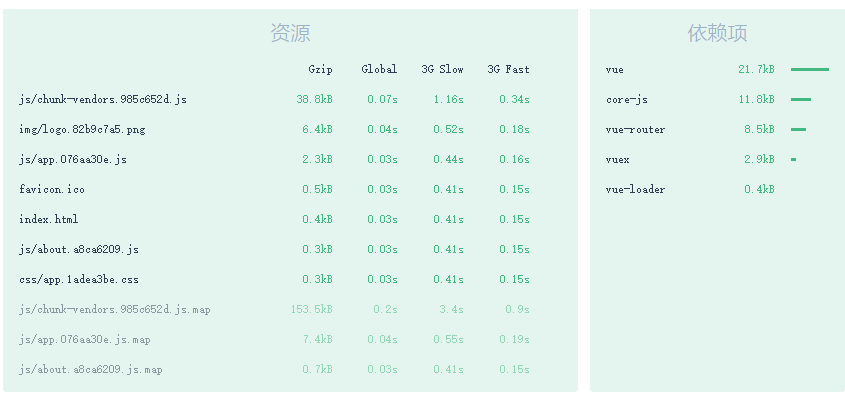 资源
Gzip Global 3G Slow 3G Fast
js/chunk-vendors.985c652d.js 38.8kB 0.07s 1.16s 0.34s
img/logo.82b9c7a5.png 6.4kB 0.04s 0.52s 0.18s
js/app.076aa30e.js 2.3kB 0.03s 0.44s 0.16s
favicon.ico 0.5kB 0.03s 0.41s 0.15s
index.html 0.4kB 0.03s 0.41s 0.15s
js/about.a8ca6209.js 0.3kB 0.03s 0.41s 0.15s
css/app.1adea3be.css 0.3kB 0.03s 0.41s 0.15s
js/chunk-vendors.985c652d.js.map 153.5kB 0.2s 3.4s 0.9s
js/app.076aa30e.js.map 7.4kB 0.04s 0.55s 0.19s
js/about.a8ca6209.js.map 0.7kB 0.03s 0.41s 0.15s
依赖项
vue 21.7kB
core-js 11.8kB
vue-router 8.5kB
vuex 2.9kB
vue-loader 0.4kB